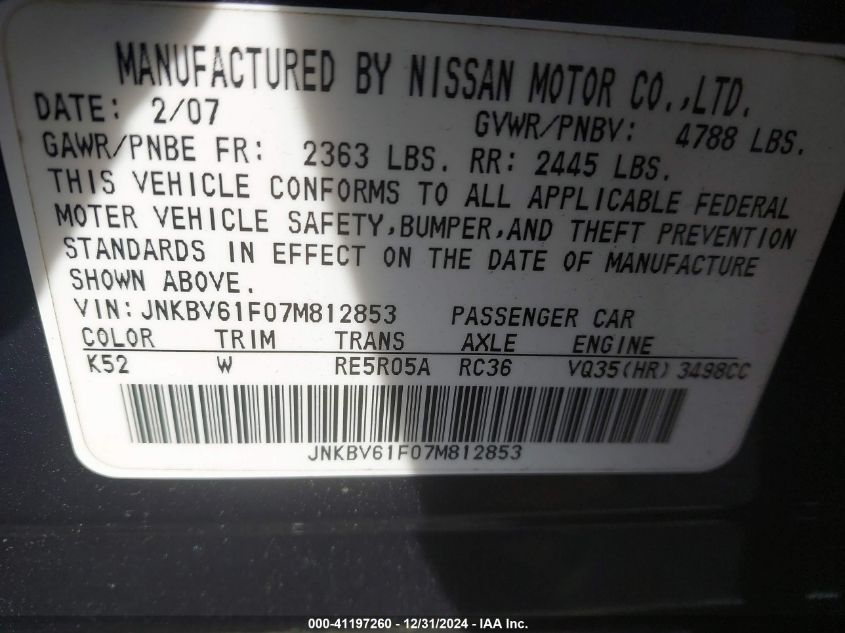 MANUFACTURED BY NISSAN MOTOR CO.,LTD.
DATE: 2/07 GVWR/PNBV: 4788 LBS.
GAWR/PNBE FR: 2363 LBS. RR: 2445 LBS.
THIS VEHICLE CONFORMS TO ALL APPLICABLE FEDERAL
MOTER VEHICLE SAFETY,BUMPER,AND THEFT PREVENTION
STANDARDS IN EFFECT ON THE DATE OF MANUFACTURE
SHOWN ABOVE.
VIN:JNKBV61F07M812853 PASSENGER CAR
COLOR TRIM TRANS AXLE ENGINE
K52 W RE5R05A RC36 VQ35(HR) 3498CC
JNKBV61F07M812853
000-41197260 - 12/31/2024 - IAA Inc.